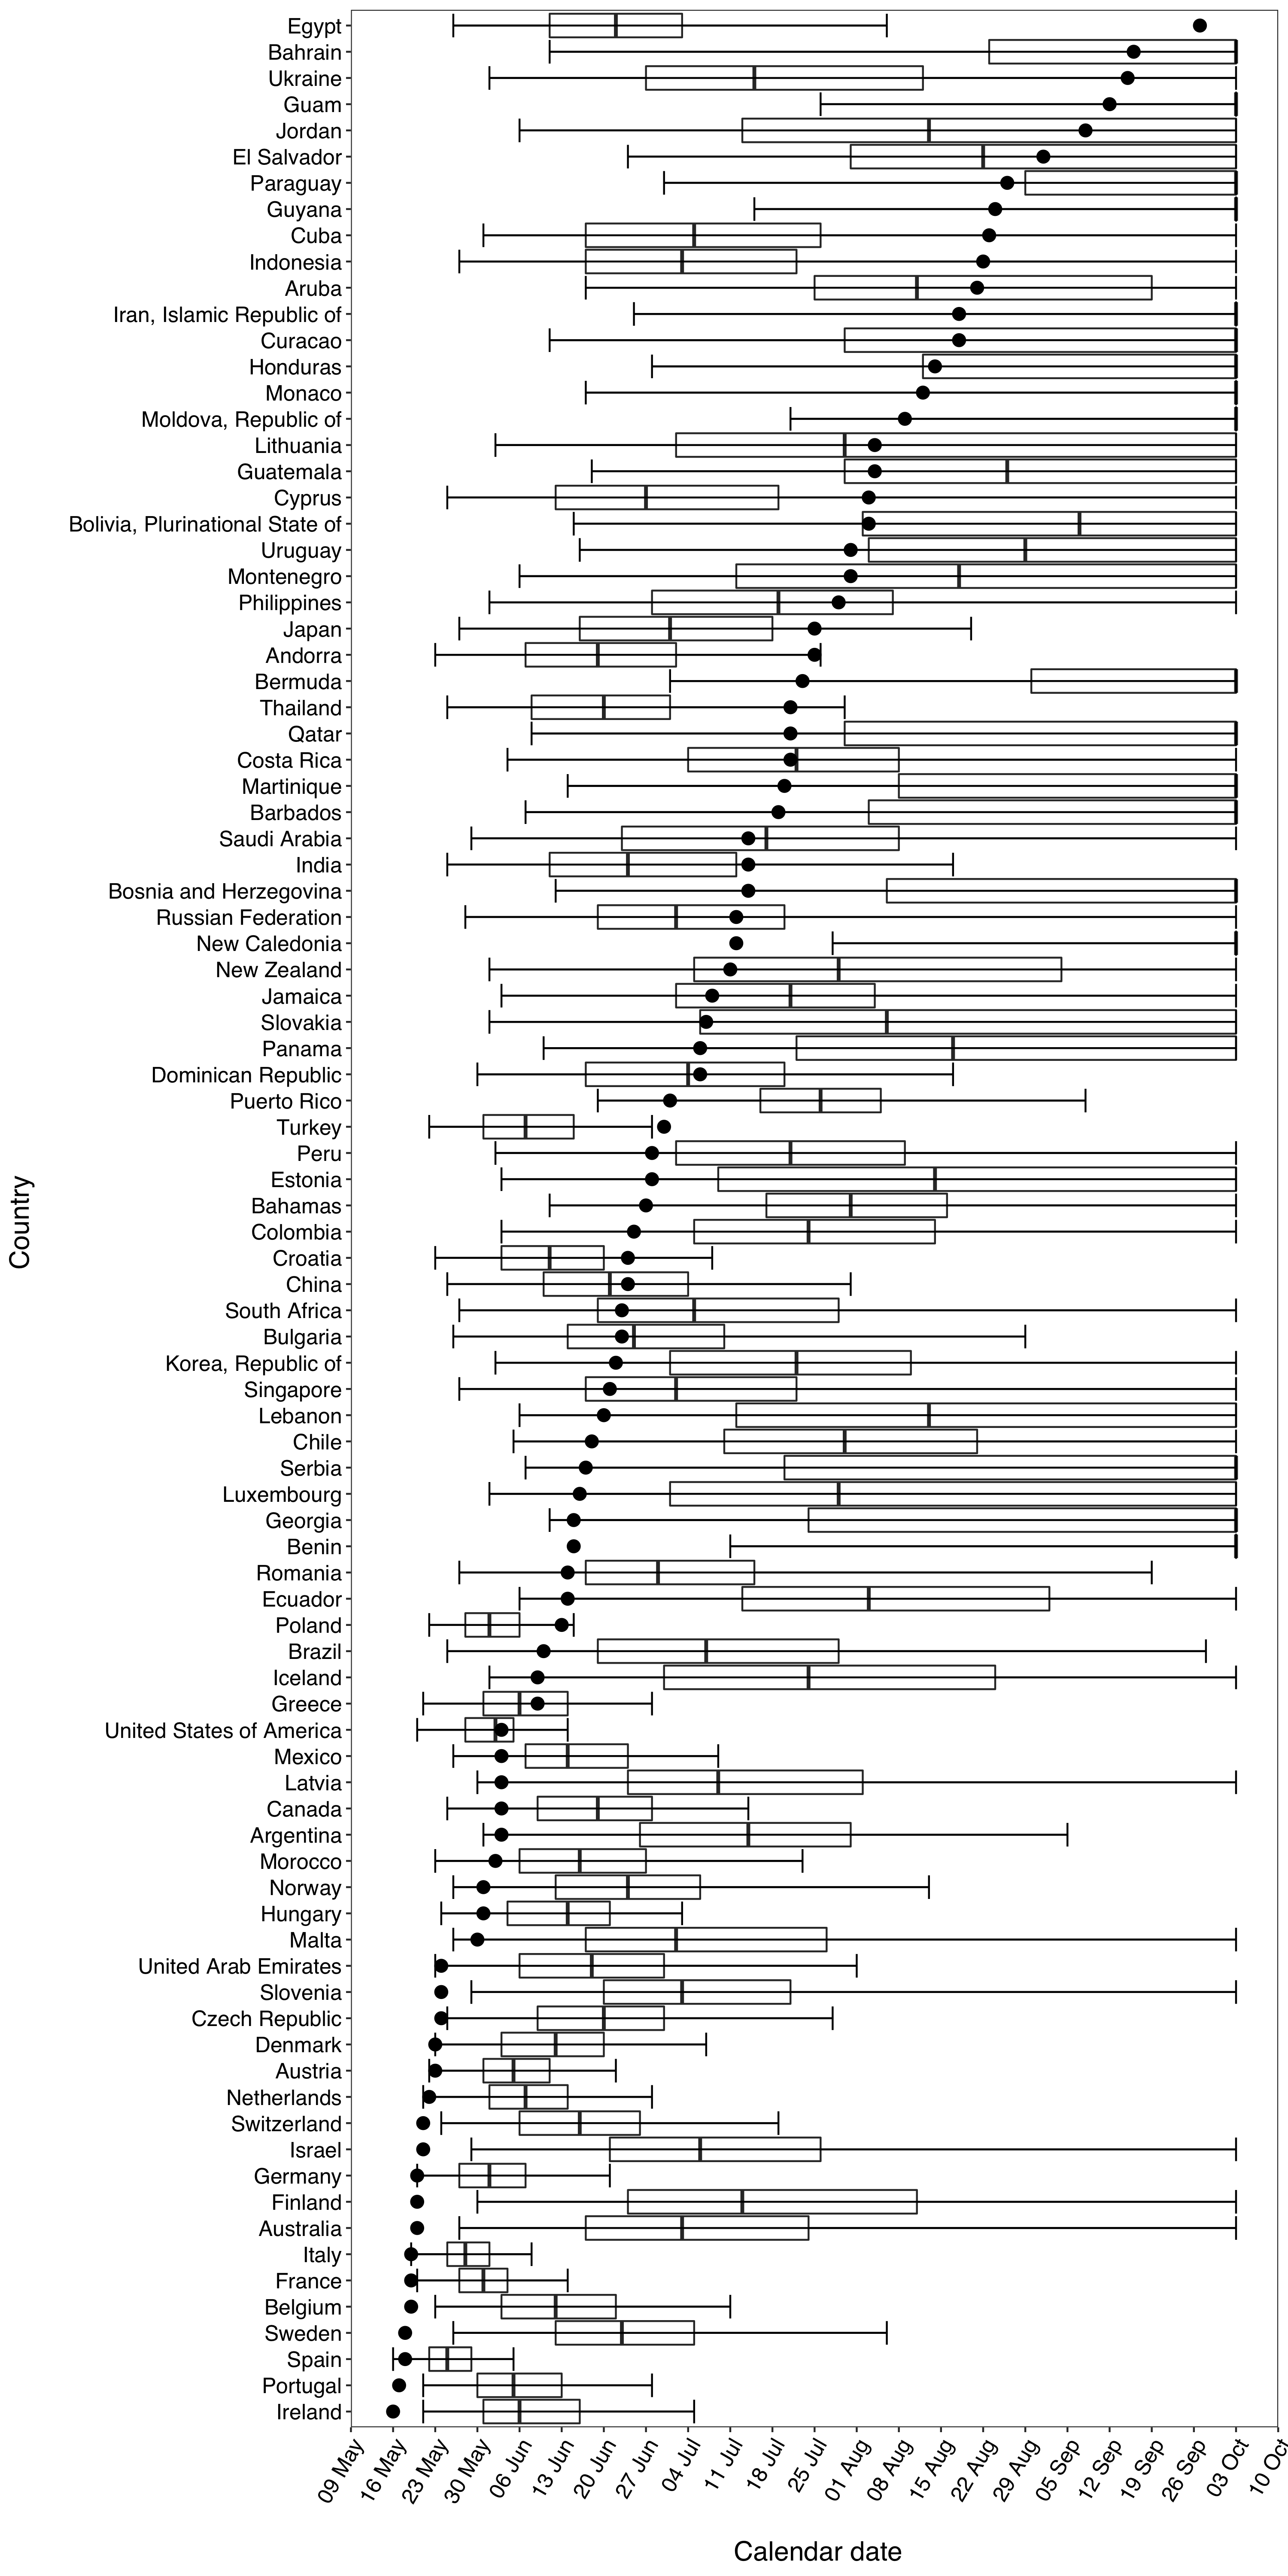 Egypt
Bahrain
Ukraine
Guam
Jordan
El Salvador
Paraguay
Guyana
Cuba
Indonesia
Aruba
Iran, Islamic Republic of
Curacao
Honduras
Monaco
Moldova, Republic of
Lithuania
Guatemala
Cyprus
Bolivia, Plurinational State of
Uruguay
Montenegro
Philippines
Japan
Andorra
Bermuda
Thailand
Qatar
Costa Rica
Martinique
Barbados
Saudi Arabia
India
Bosnia and Herzegovina
Russian Federation
New Caledonia
New Zealand
Jamaica
Slovakia
Panama
Dominican Republic
Puerto Rico
Turkey
Peru
Estonia
Bahamas
Colombia
Croatia
China
South Africa
Bulgaria
Korea, Republic of
Singapore
Lebanon
Chile
Serbia
Luxembourg
Georgia
Benin
Romania
Ecuador
Poland
Brazil
Iceland
Greece
United States of America
Mexico
Latvia
Canada
Argentina
Morocco
Norway
Hungary
Malta
United Arab Emirates
Slovenia
Czech Republic
Denmark
Austria
Netherlands
Switzerland
Israel
Germany
Finland
Australia
Italy
France
Belgium
Sweden
Spain
Portugal
Ireland
Country
09 May
16 May
23 May
30 May
06 Jun
13 Jun
20 Jun
27 Jun
04 Jul
11 Jul
18 Jul
25 Jul
01 Aug
08 Aug
15 Aug
22 Aug
29 Aug
05 Sep
12 Sep
19 Sep
26 Sep
03 Oct
10 Oct
Calendar date